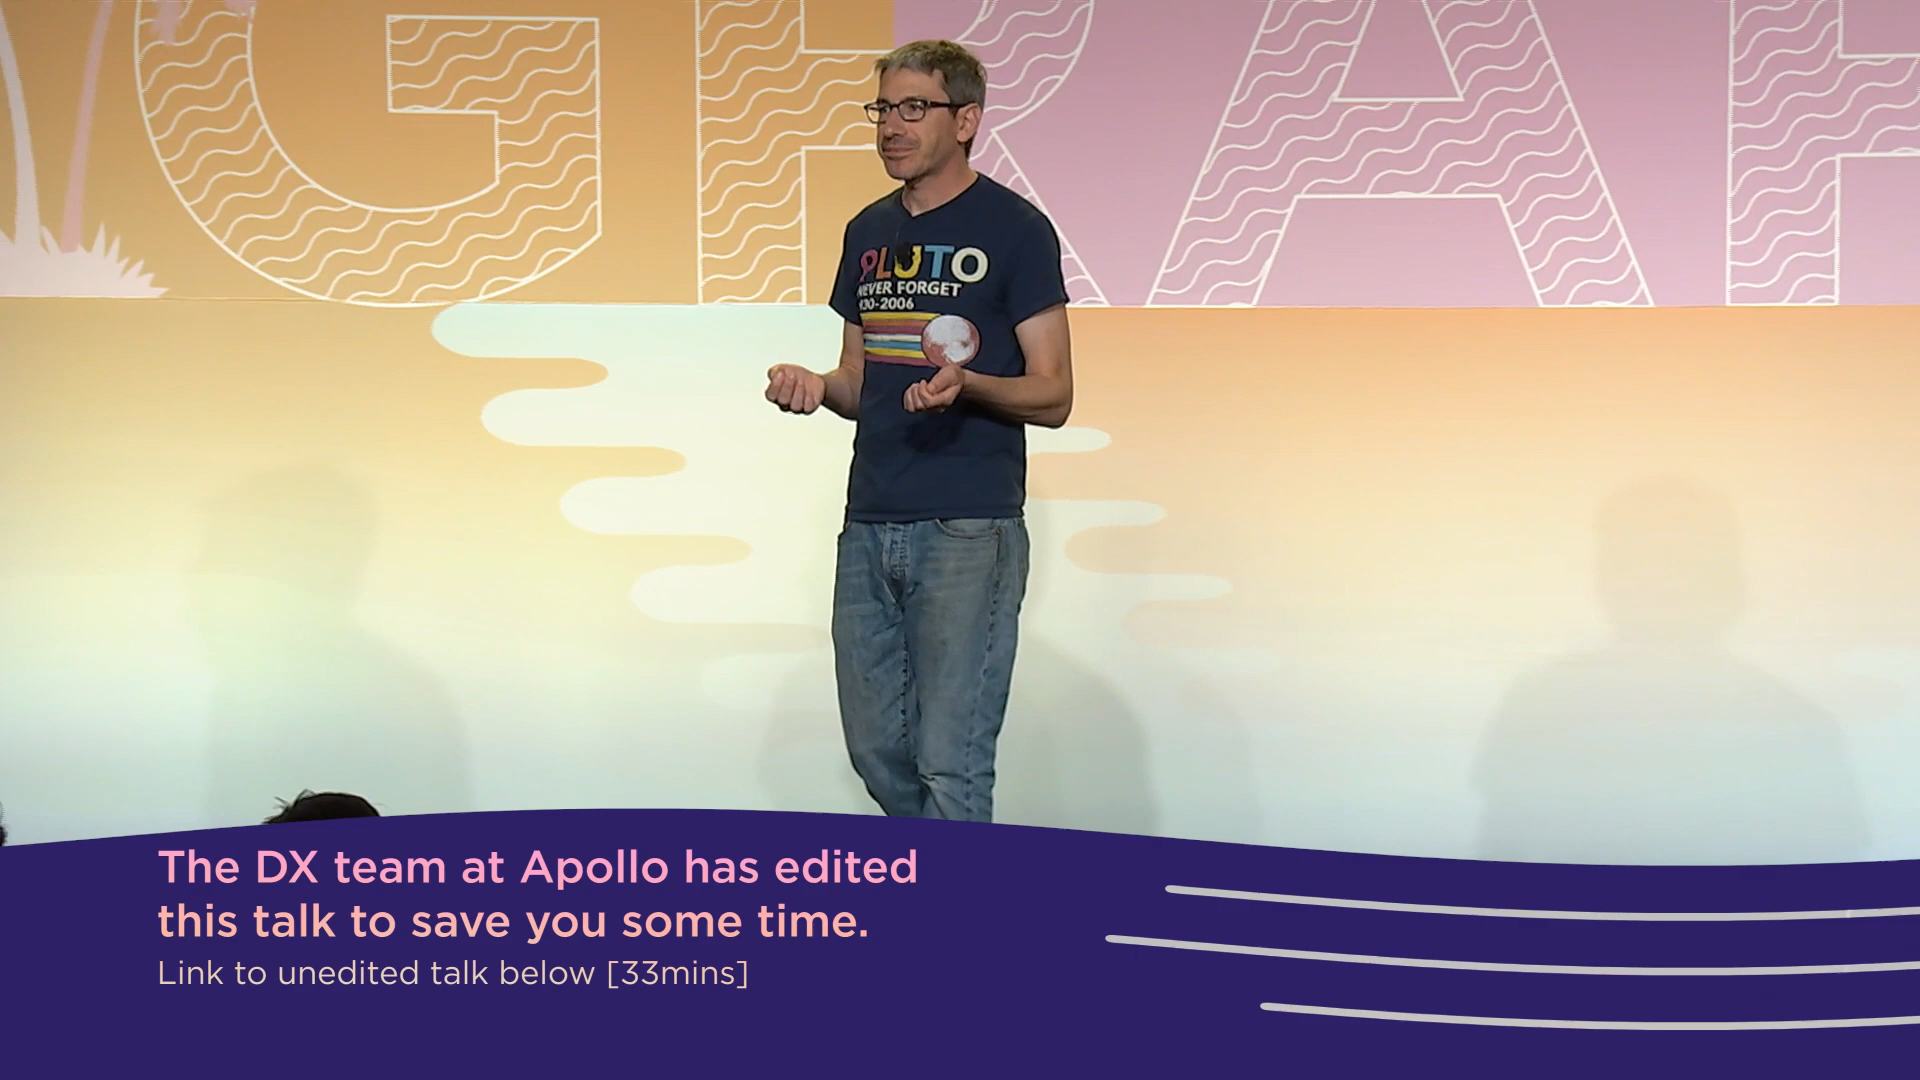 GRAP
PLUTO
NEVER FORGET
1930-2006
The DX team at Apollo has edited
this talk to save you some time.
Link to unedited talk below [33mins]